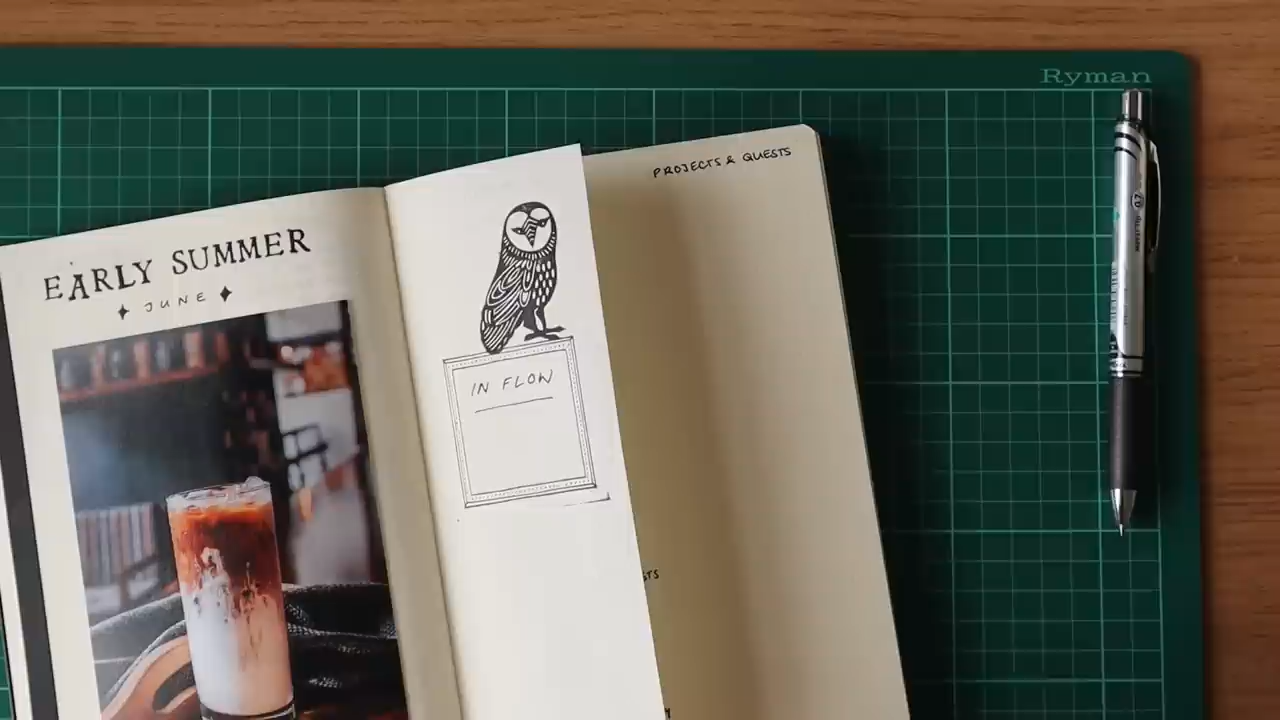 Ryman
PROJECTS & QUESTS
EARLY SUMMER
JUNE
IN FLOW